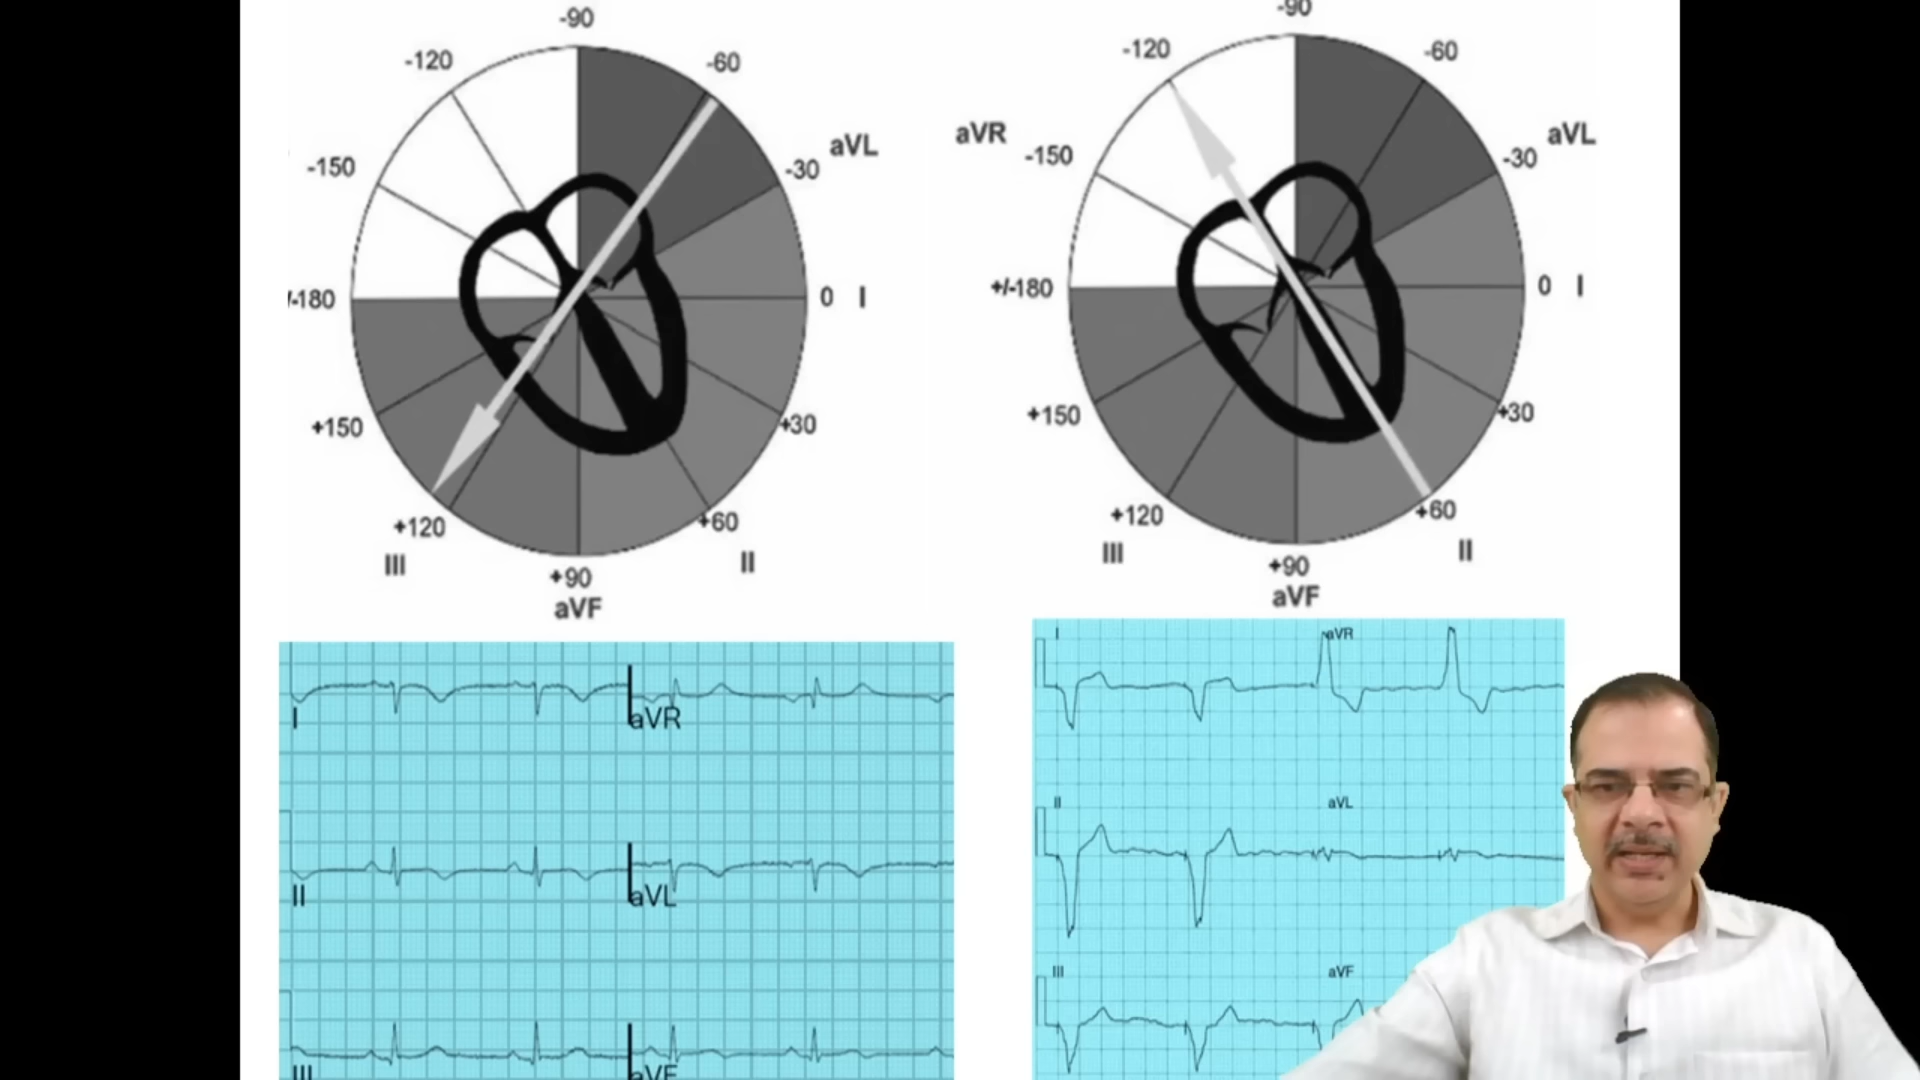 -90
-120
-60
aVL
-150
-30
/-180
0 I
+150
+30
+120
+60
III
II
+90
aVF
-90
-120
-60
aVR
aVL
-150
-30
+/-180
0 I
+150
+30
+120
+60
III
II
+90
aVF
I
aVR
II
aVL
III
aVF
I
aVR
II
aVL
III
aVF